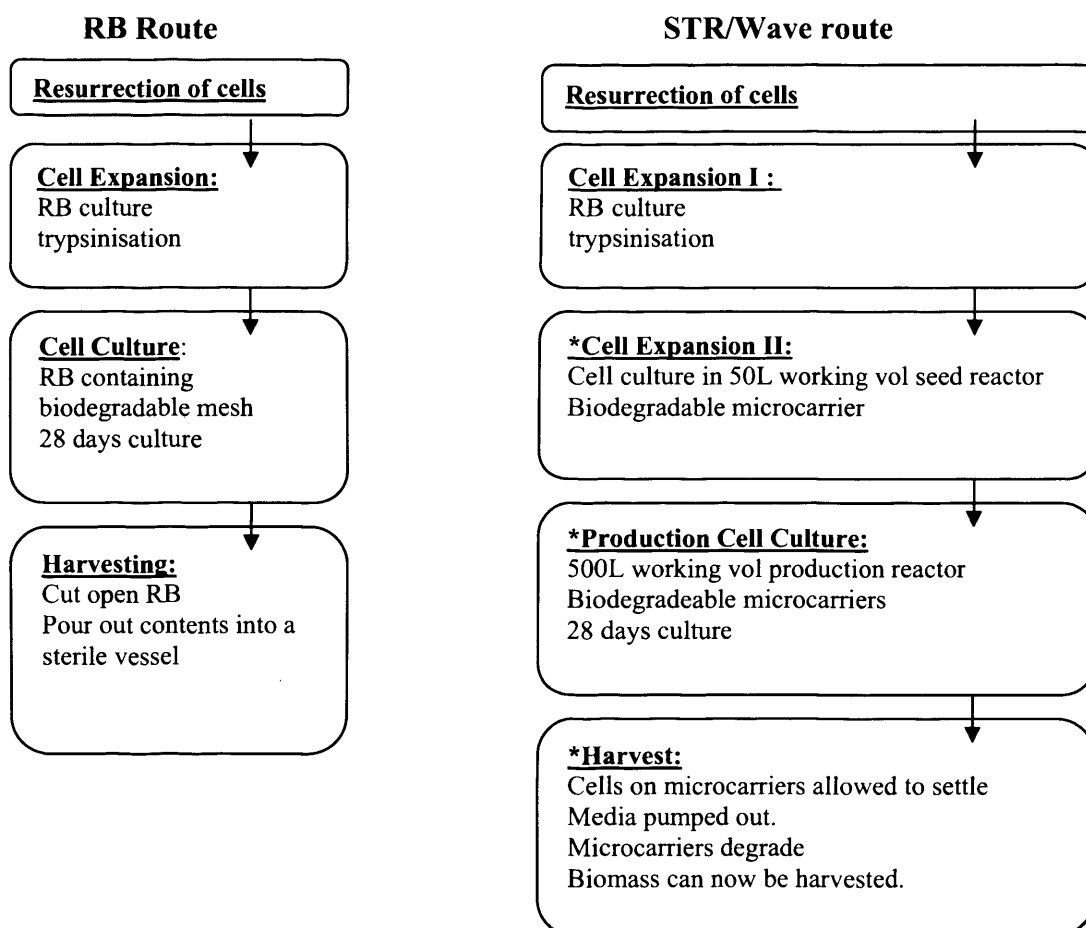 RB Route
Resurrection of cells
Cell Expansion:
RB culture
trypsinisation
Cell Culture:
RB containing
biodegradable mesh
28 days culture
Harvesting:
Cut open RB
Pour out contents into a
sterile vessel
STR/Wave route
Resurrection of cells
Cell Expansion I :
RB culture
trypsinisation
*Cell Expansion II:
Cell culture in 50L working vol seed reactor
Biodegradable microcarrier
*Production Cell Culture:
500L working vol production reactor
Biodegradeable microcarriers
28 days culture
*Harvest:
Cells on microcarriers allowed to settle
Media pumped out.
Microcarriers degrade
Biomass can now be harvested.